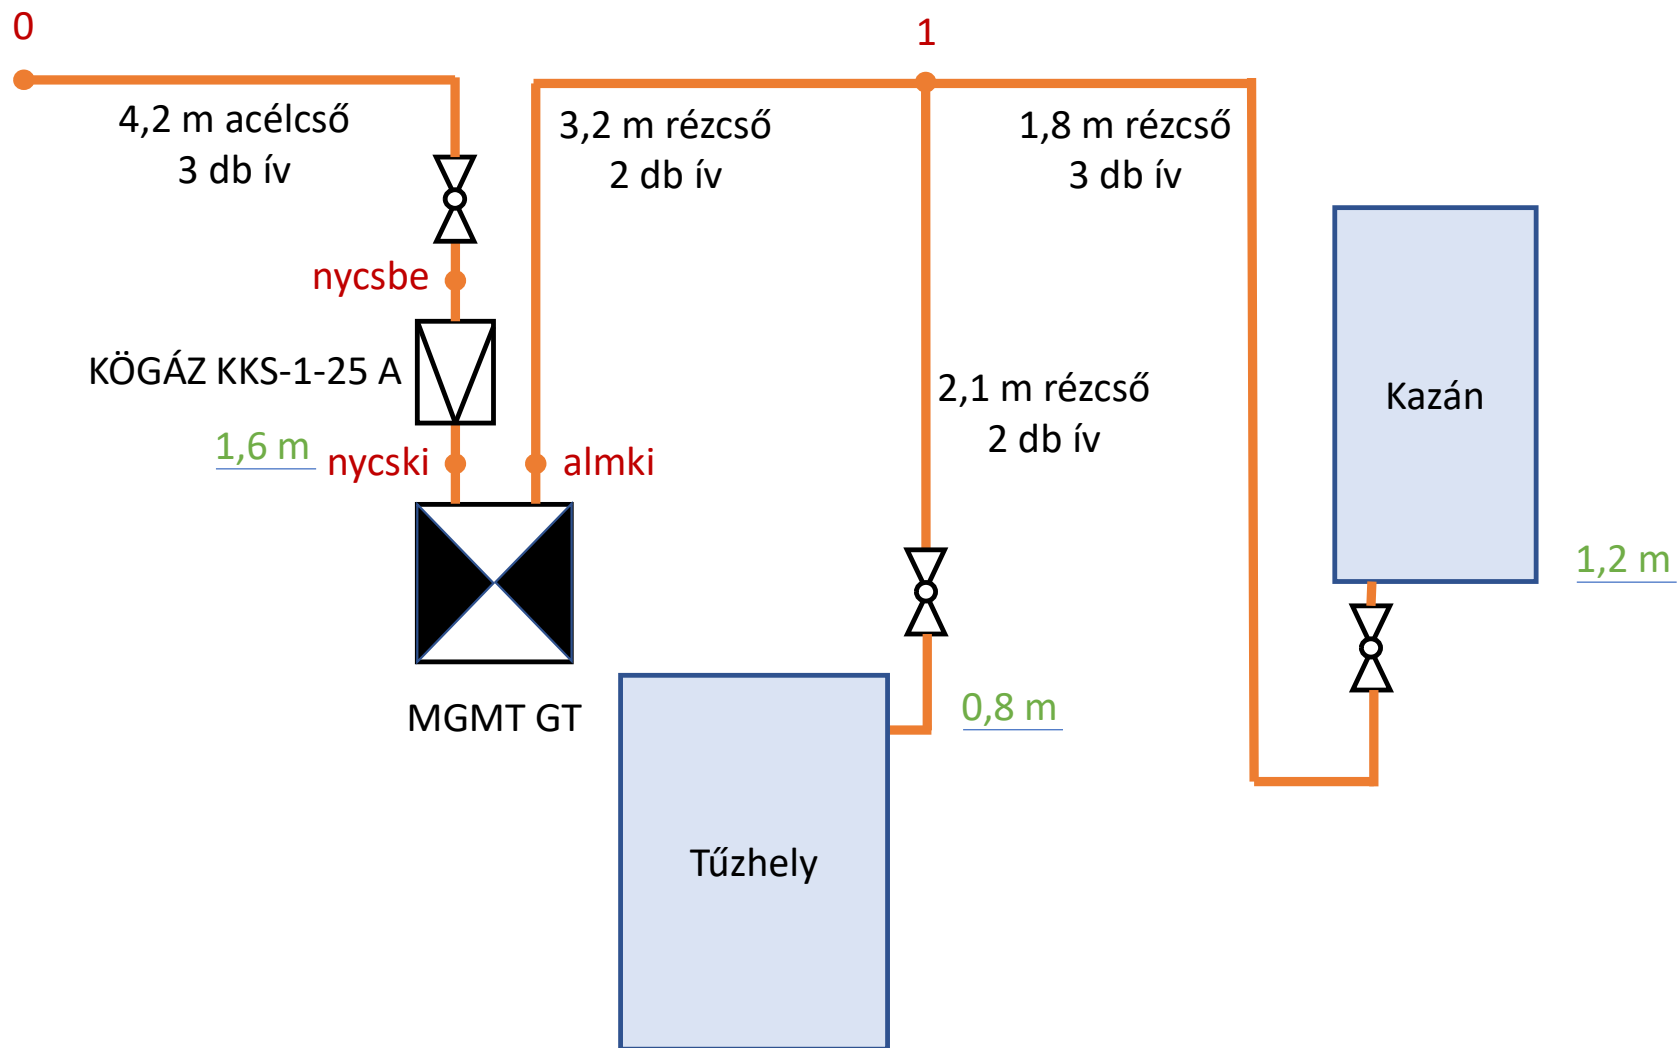 0
1
4,2 m acélcső
3 db ív
3,2 m rézcső
2 db ív
1,8 m rézcső
3 db ív
nycsbe
KÖGÁZ KKS-1-25 A
2,1 m rézcső
2 db ív
Kazán
1,6 m
nycski
almki
1,2 m
MGMT GT
0,8 m
Tűzhely